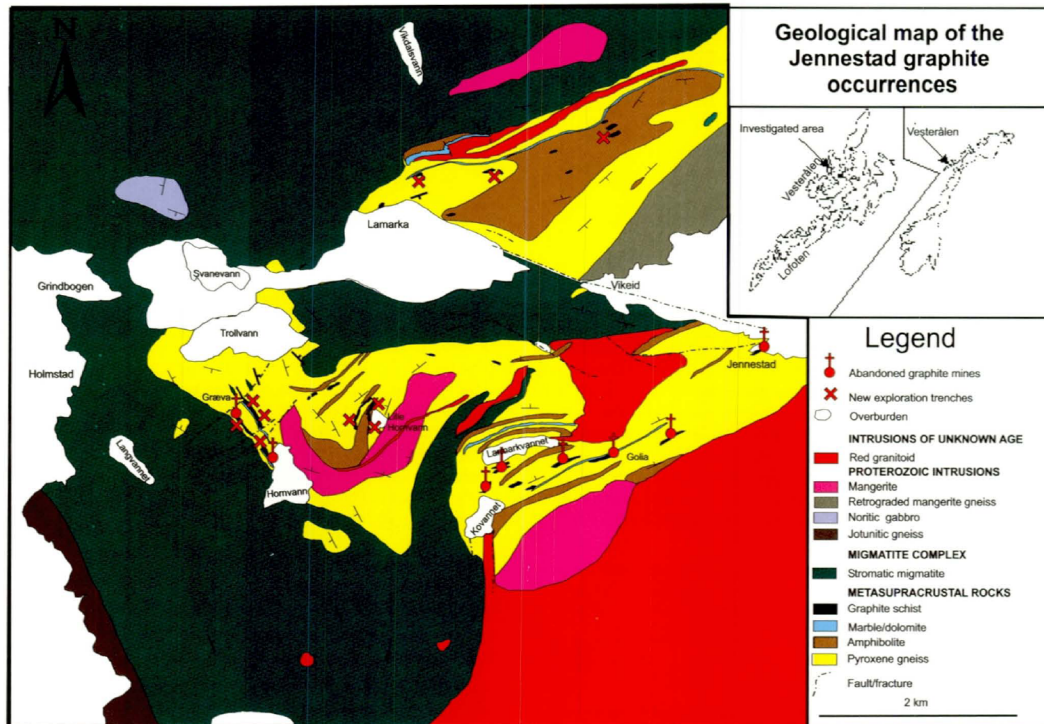 Geological map of the
Jennestad graphite
occurrences
N
Vikdalsvann
Investigated area
Vesterålen
Vesterålen
Lofoten
Lamarka
Svanevann
Grindbogen
Vikeid
Trollvann
Holmstad
Jennestad
Græva
Lille
Hornvann
Langvannet
Lamarkvannet
Golia
Hornvann
Kovannet
Legend
Abandoned graphite mines
New exploration trenches
Overburden
INTRUSIONS OF UNKNOWN AGE
Red granitoid
PROTEROZOIC INTRUSIONS
Mangerite
Retrograded mangerite gneiss
Noritic gabbro
Jotunitic gneiss
MIGMATITE COMPLEX
Stromatic migmatite
METASUPRACRUSTAL ROCKS
Graphite schist
Marble/dolomite
Amphibolite
Pyroxene gneiss
Fault/fracture
2 km